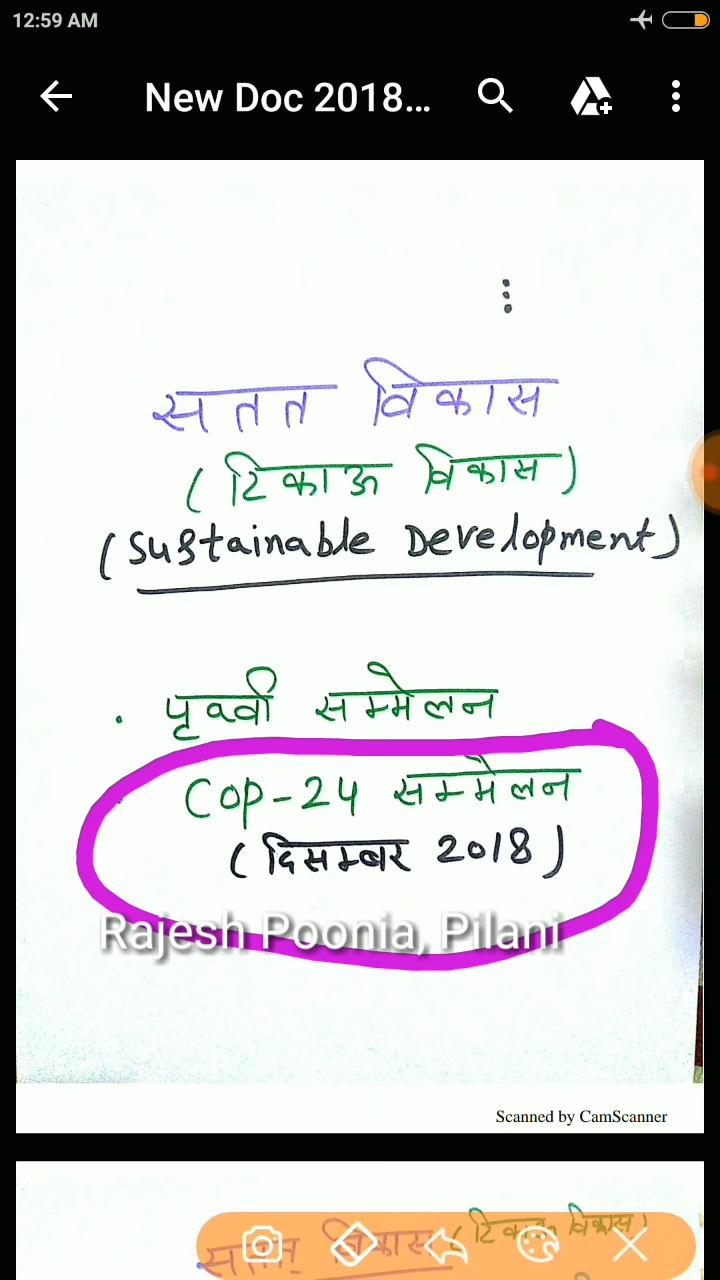 12:59 AM
New Doc 2018...
सतत विकास
(टिकाऊ विकास)
(Sustainable Development)
. पृथ्वी सम्मेलन
COP-24 सम्मेलन
(दिसम्बर 2018)
Rajesh Poonia, Pilani
Scanned by CamScanner
सतत् विकास (टिकाऊ विकास)